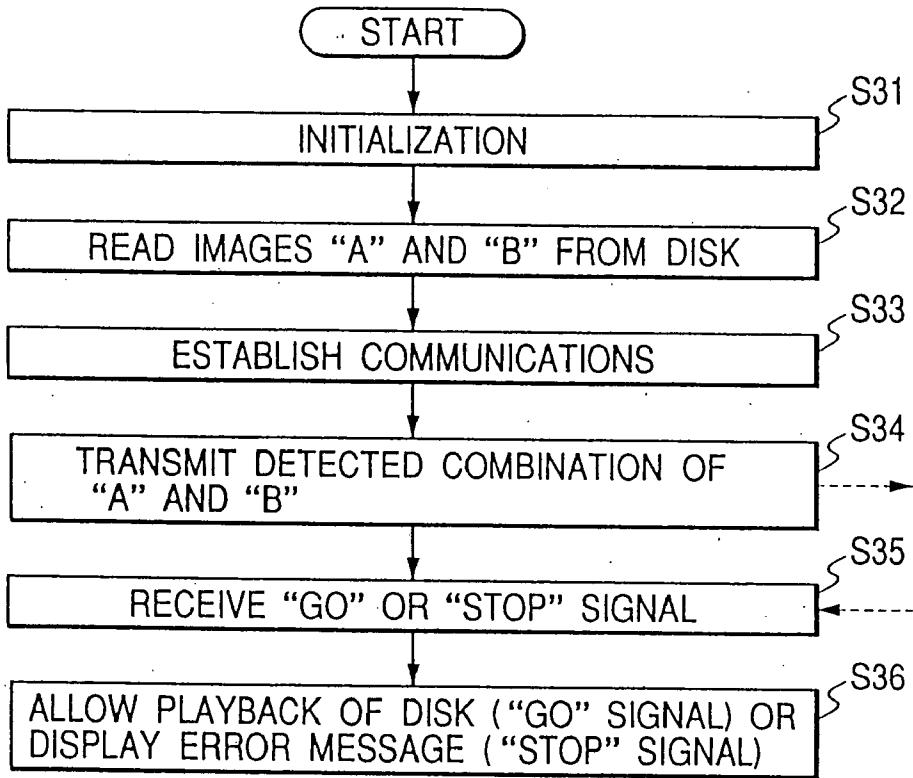 START
S31
INITIALIZATION
S32
READ IMAGES “A” AND “B” FROM DISK
S33
ESTABLISH COMMUNICATIONS
S34
TRANSMIT DETECTED COMBINATION OF
“A” AND “B”
S35
RECEIVE “GO” OR “STOP” SIGNAL
S36
ALLOW PLAYBACK OF DISK (“GO” SIGNAL) OR
DISPLAY ERROR MESSAGE (“STOP” SIGNAL)